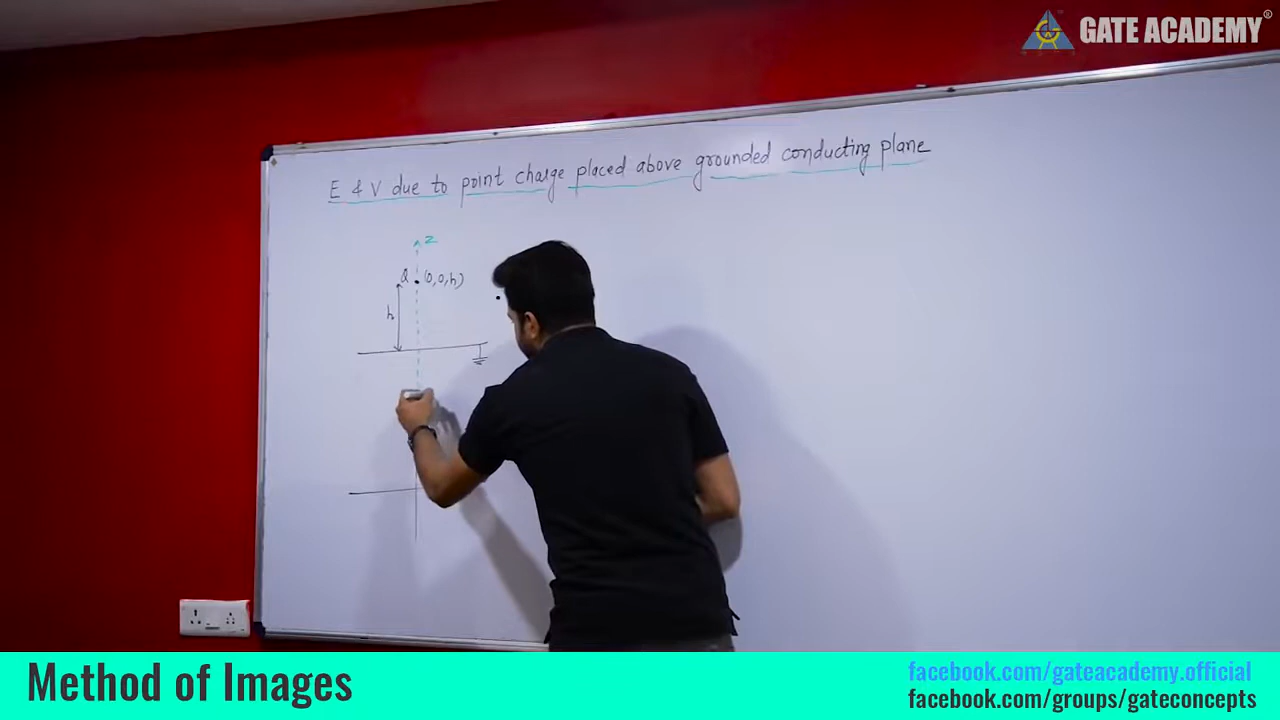 GATE ACADEMY®
E & V due to point charge placed above grounded conducting plane
z
Q (0,0,h)
h
Method of Images
facebook.com/gateacademy.official
facebook.com/groups/gateconcepts